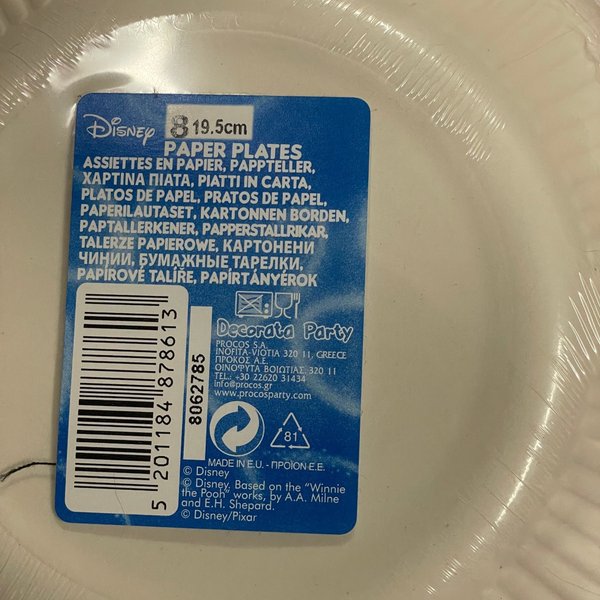 Disney 8 19.5cm
PAPER PLATES
ASSIETTES EN PAPIER, PAPPTELLER,
ΧΑΡΤΙΝΑ ΠΙΑΤΑ, PIATTI IN CARTA,
PLATOS DE PAPEL, PRATOS DE PAPEL,
PAPERILAUTASET, KARTONNEN BORDEN,
PAPTALLERKENER, PAPPERSTALLRIKAR,
TALERZE PAPIEROWE, КАРТОНЕНИ
ЧИНИИ, БУМАЖНЫЕ ТАРЕЛКИ,
PAPÍROVÉ TALÍŘE, PAPÍRTÁNYÉROK
Decorata Party
PROCOS S.A.
INOFITA-VIOTIA 320 11, GREECE
ΠΡΟΚΟΣ Α.Ε.
ΟΙΝΟΦΥΤΑ ΒΟΙΩΤΙΑΣ, 320 11
TEL.: +30 22620 31434
info@procos.gr
www.procosparty.com
5 201184 878613
8062785
81
MADE IN E.U. - ΠΡΟΪΟΝ Ε.Ε.
© Disney
© Disney, Based on the "Winnie
the Pooh" works, by A.A. Milne
and E.H. Shepard.
© Disney/Pixar